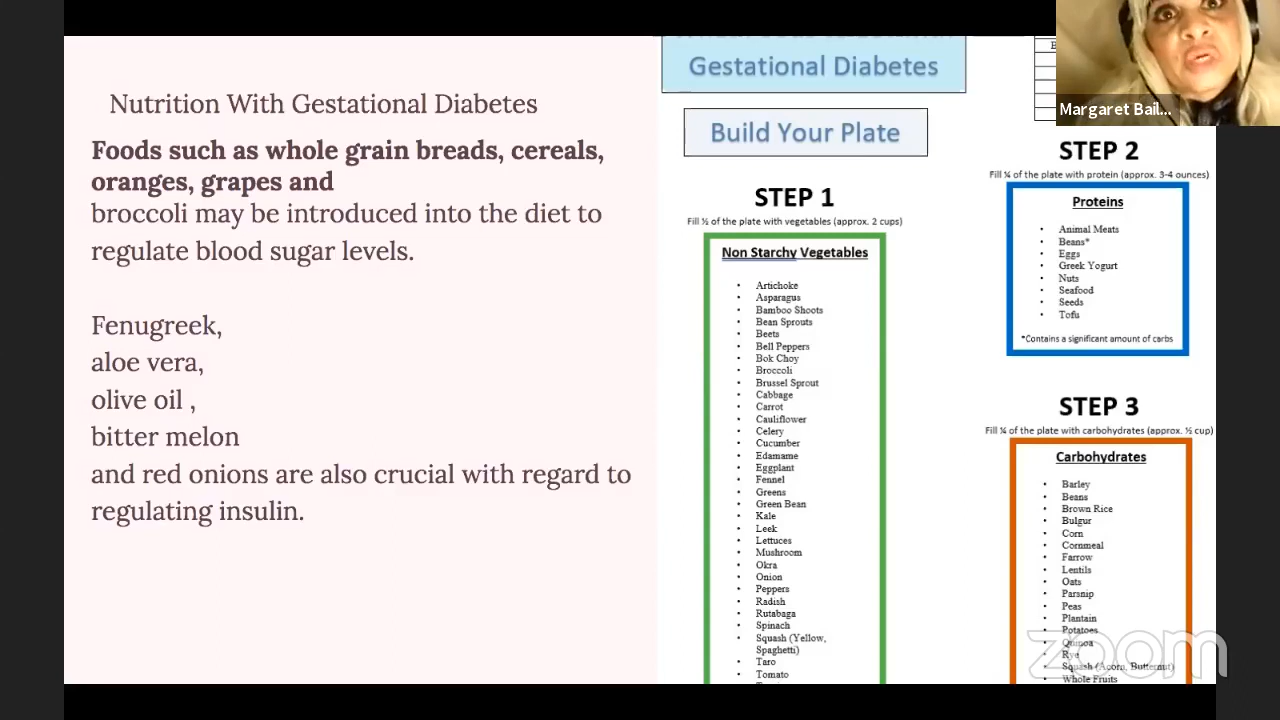 Nutrition With Gestational Diabetes
Foods such as whole grain breads, cereals,
oranges, grapes and
broccoli may be introduced into the diet to
regulate blood sugar levels.
Fenugreek,
aloe vera,
olive oil ,
bitter melon
and red onions are also crucial with regard to
regulating insulin.
Gestational Diabetes
Build Your Plate
STEP 1
Fill ½ of the plate with vegetables (approx. 2 cups)
Non Starchy Vegetables
• Artichoke
• Asparagus
• Bamboo Shoots
• Bean Sprouts
• Beets
• Bell Peppers
• Bok Choy
• Broccoli
• Brussel Sprout
• Cabbage
• Carrot
• Cauliflower
• Celery
• Cucumber
• Edamame
• Eggplant
• Fennel
• Greens
• Green Bean
• Kale
• Leek
• Lettuces
• Mushroom
• Okra
• Onion
• Peppers
• Radish
• Rutabaga
• Spinach
• Squash (Yellow,
Spaghetti)
• Taro
• Tomato
Margaret Bail...
STEP 2
Fill ¼ of the plate with protein (approx. 3-4 ounces)
Proteins
• Animal Meats
• Beans*
• Eggs
• Greek Yogurt
• Nuts
• Seafood
• Seeds
• Tofu
*Contains a significant amount of carbs
STEP 3
Fill ¼ of the plate with carbohydrates (approx. ½ cup)
Carbohydrates
• Barley
• Beans
• Brown Rice
• Bulgur
• Corn
• Cornmeal
• Farrow
• Lentils
• Oats
• Parsnip
• Peas
• Plantain
• Potatoes
• Quinoa
• Rye
• Squash (Acorn, Butternut)
• Whole Fruits
zoom